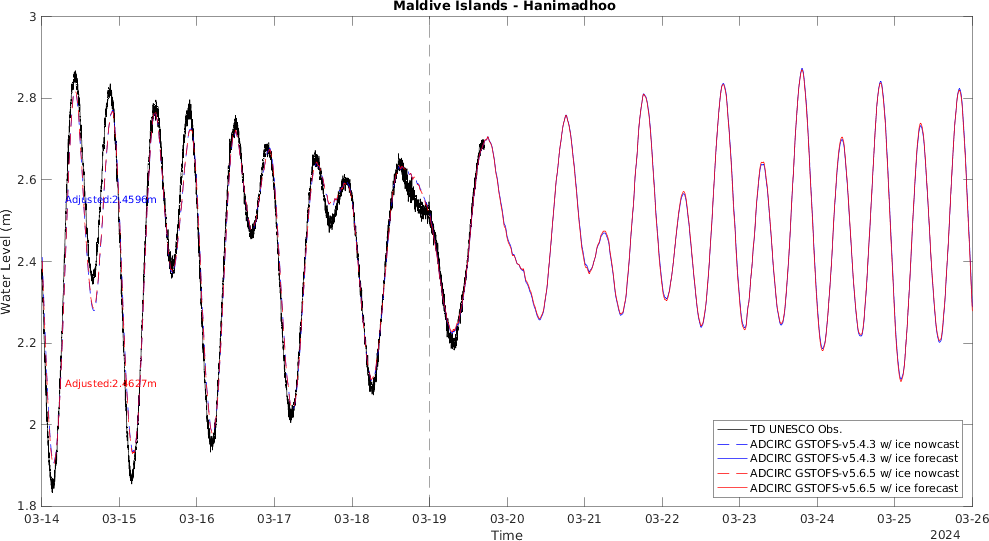 Maldive Islands - Hanimadhoo
3
2.8
2.6
2.4
2.2
2
1.8
Water Level (m)
Adjusted:2.4596m
Adjusted:2.4627m
TD UNESCO Obs.
ADCIRC GSTOFS-v5.4.3 w/ ice nowcast
ADCIRC GSTOFS-v5.4.3 w/ ice forecast
ADCIRC GSTOFS-v5.6.5 w/ ice nowcast
ADCIRC GSTOFS-v5.6.5 w/ ice forecast
03-14 03-15 03-16 03-17 03-18 03-19 03-20 03-21 03-22 03-23 03-24 03-25 03-26
Time
2024